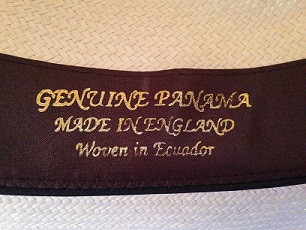 GENUINE PANAMA
MADE IN ENGLAND
Woven in Ecuador